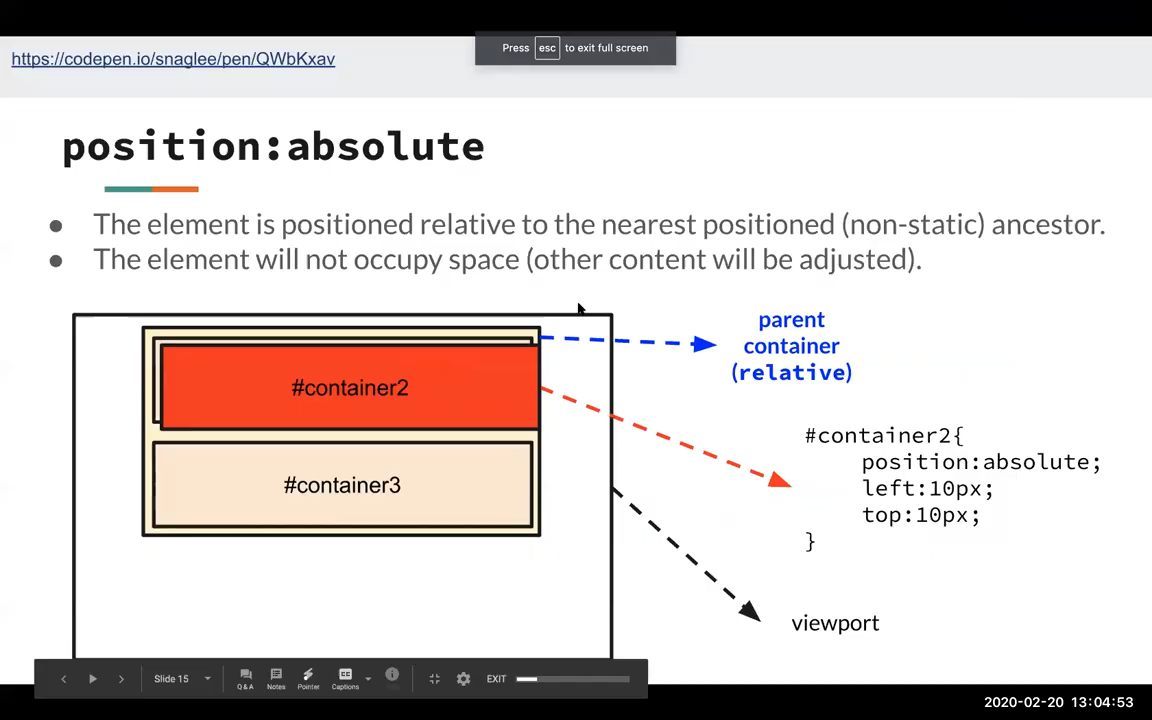 Press esc to exit full screen
https://codepen.io/snaglee/pen/QWbKxav
position:absolute
● The element is positioned relative to the nearest positioned (non-static) ancestor.
● The element will not occupy space (other content will be adjusted).
parent
container
(relative)
#container2
#container3
#container2{
position:absolute;
left:10px;
top:10px;
}
viewport
Slide 15
Q&A
Notes
Pointer
Captions
EXIT
2020-02-20 13:04:53